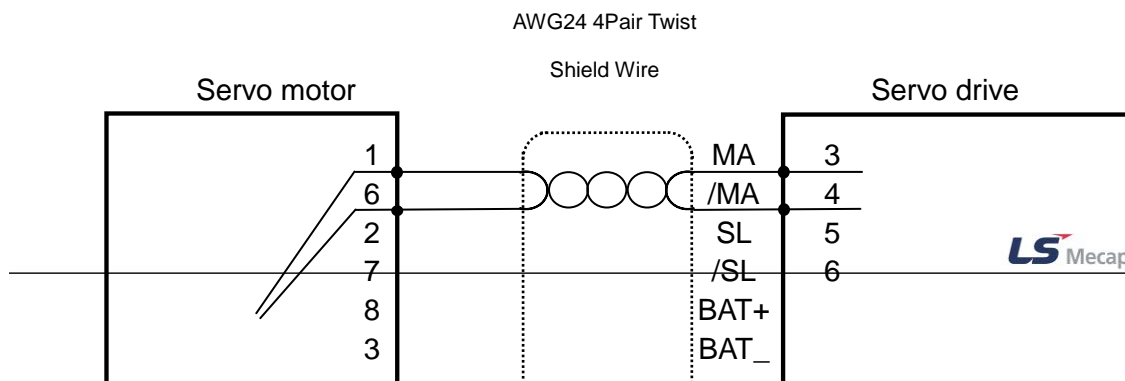 AWG24 4Pair Twist
Shield Wire
Servo motor Servo drive
1 MA 3
6 /MA 4
2 SL 5
LS Mecap
7 /SL 6
8 BAT+
3 BAT_